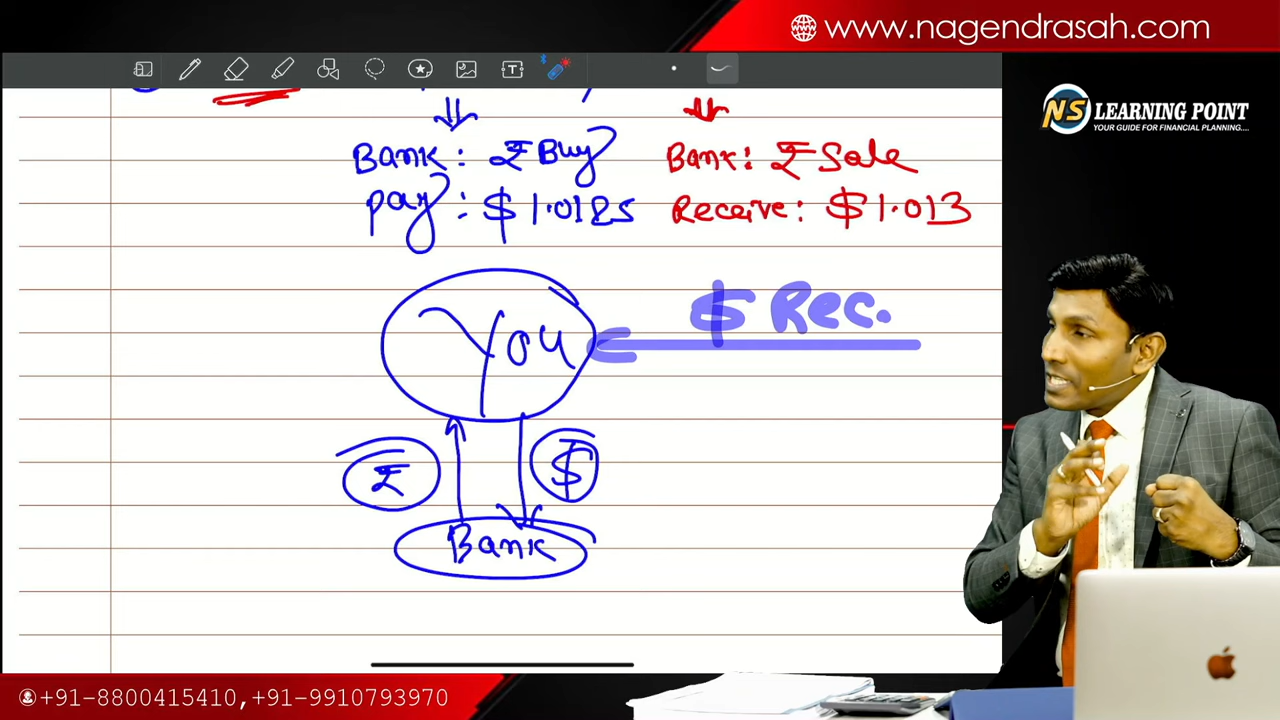 www.nagendrasah.com
NS LEARNING POINT
YOUR GUIDE FOR FINANCIAL PLANNING....
Bank: ₹ Buy
Pay: $1.0125
Bank: ₹ Sale
Receive: $1.013
$ Rec.
You
₹
$
Bank
+91-8800415410,+91-9910793970